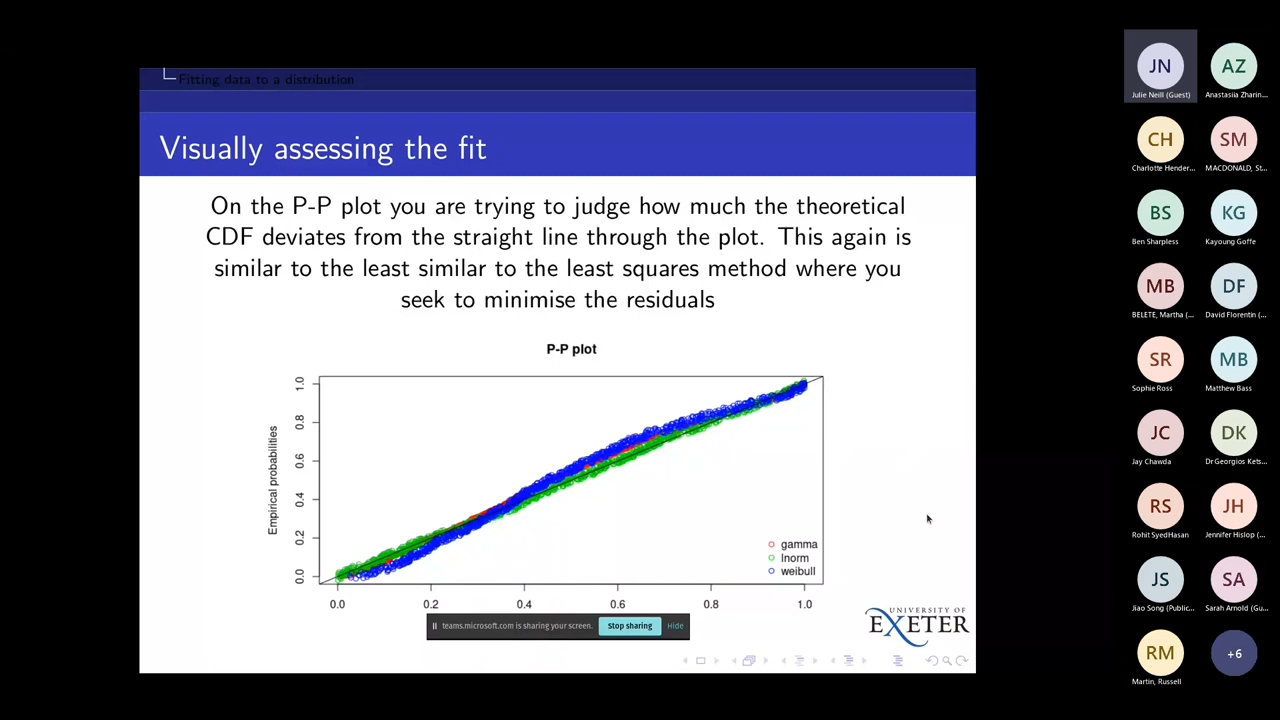 Fitting data to a distribution
Visually assessing the fit
On the P-P plot you are trying to judge how much the theoretical
CDF deviates from the straight line through the plot. This again is
similar to the least similar to the least squares method where you
seek to minimise the residuals
P-P plot
Empirical probabilities
1.0
0.8
0.6
0.4
0.2
0.0
gamma
lnorm
weibull
0.0 0.2 0.4 0.6 0.8 1.0
teams.microsoft.com is sharing your screen. Stop sharing Hide
UNIVERSITY OF
EXETER
JN AZ
Julie Neill (Guest) Anastasiia Zharin...
CH SM
Charlotte Hender... MACDONALD, St...
BS KG
Ben Sharpless Kayoung Goffe
MB DF
BELETE, Martha (... David Florentin (...
SR MB
Sophie Ross Matthew Bass
JC DK
Jay Chawda Dr Georgios Kets...
RS JH
Rohit SyedHasan Jennifer Hislop (...
JS SA
Jiao Song (Public... Sarah Arnold (Gu...
RM +6
Martin, Russell